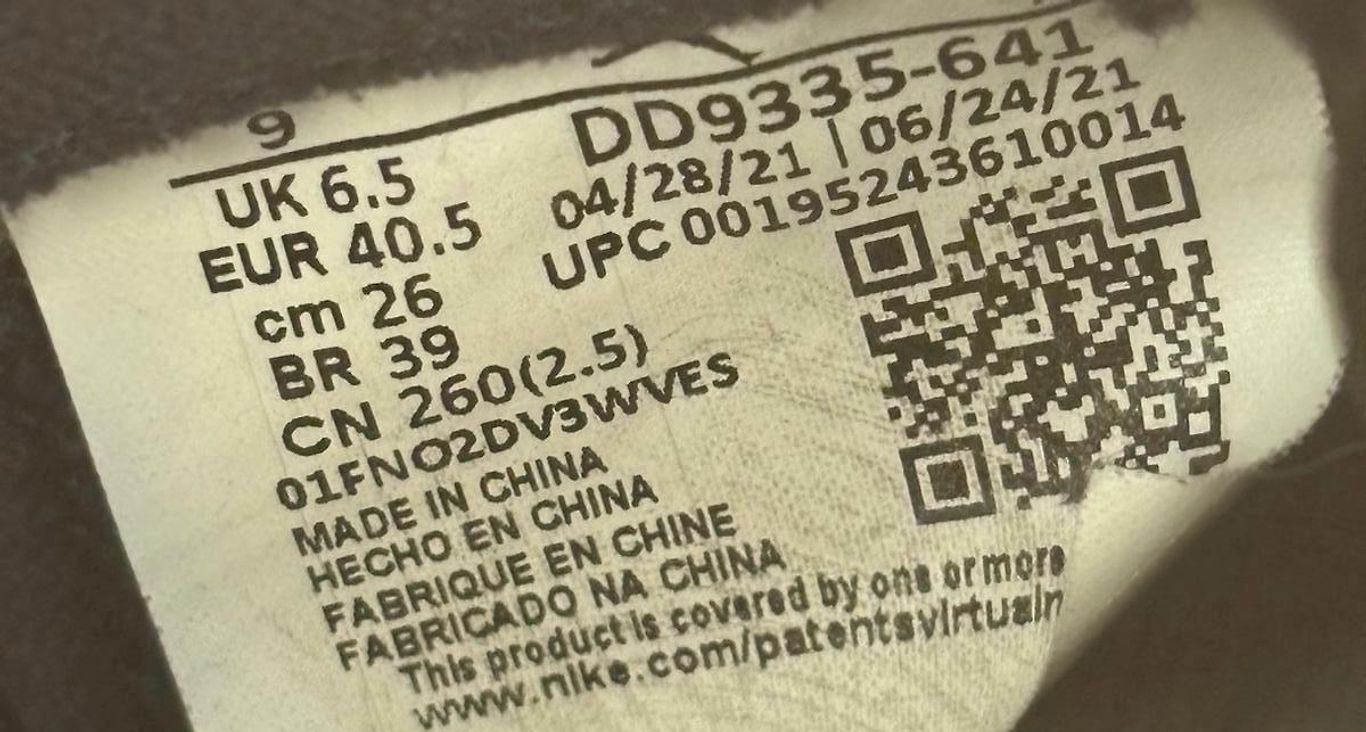 9
UK 6.5
EUR 40.5
cm 26
BR 39
CN 260(2.5)
01FNO2DV3WVES
DD9335-641
04/28/21 | 06/24/21
UPC 00195243610014
MADE IN CHINA
HECHO EN CHINA
FABRIQUE EN CHINE
FABRICADO NA CHINA
This product is covered by one or more
www.nike.com/patentsvirtualn